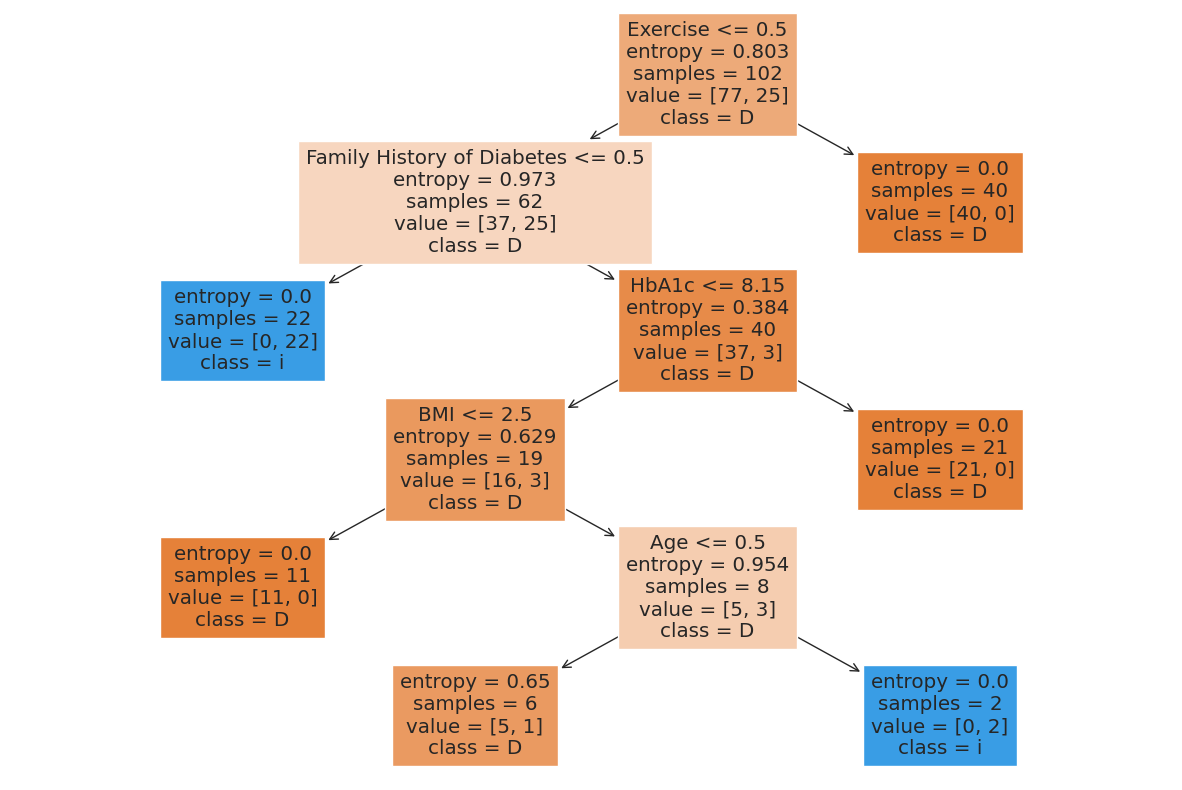 Exercise <= 0.5
entropy = 0.803
samples = 102
value = [77, 25]
class = D
Family History of Diabetes <= 0.5
entropy = 0.973
samples = 62
value = [37, 25]
class = D
entropy = 0.0
samples = 40
value = [40, 0]
class = D
entropy = 0.0
samples = 22
value = [0, 22]
class = i
HbA1c <= 8.15
entropy = 0.384
samples = 40
value = [37, 3]
class = D
BMI <= 2.5
entropy = 0.629
samples = 19
value = [16, 3]
class = D
entropy = 0.0
samples = 21
value = [21, 0]
class = D
entropy = 0.0
samples = 11
value = [11, 0]
class = D
Age <= 0.5
entropy = 0.954
samples = 8
value = [5, 3]
class = D
entropy = 0.65
samples = 6
value = [5, 1]
class = D
entropy = 0.0
samples = 2
value = [0, 2]
class = i